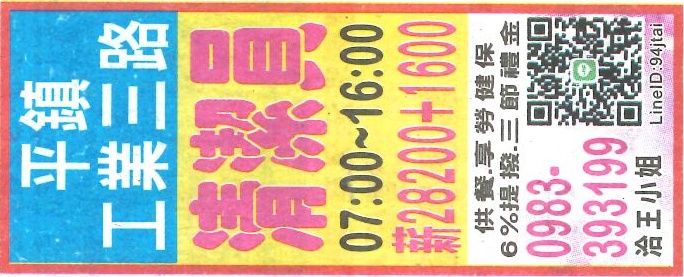 平鎮
工業三路
清潔員
07:00~16:00
薪28200+1600
供餐.享勞健保
6%提撥.三節禮金
0983-
393199
洽王小姐
LineID:94jtai